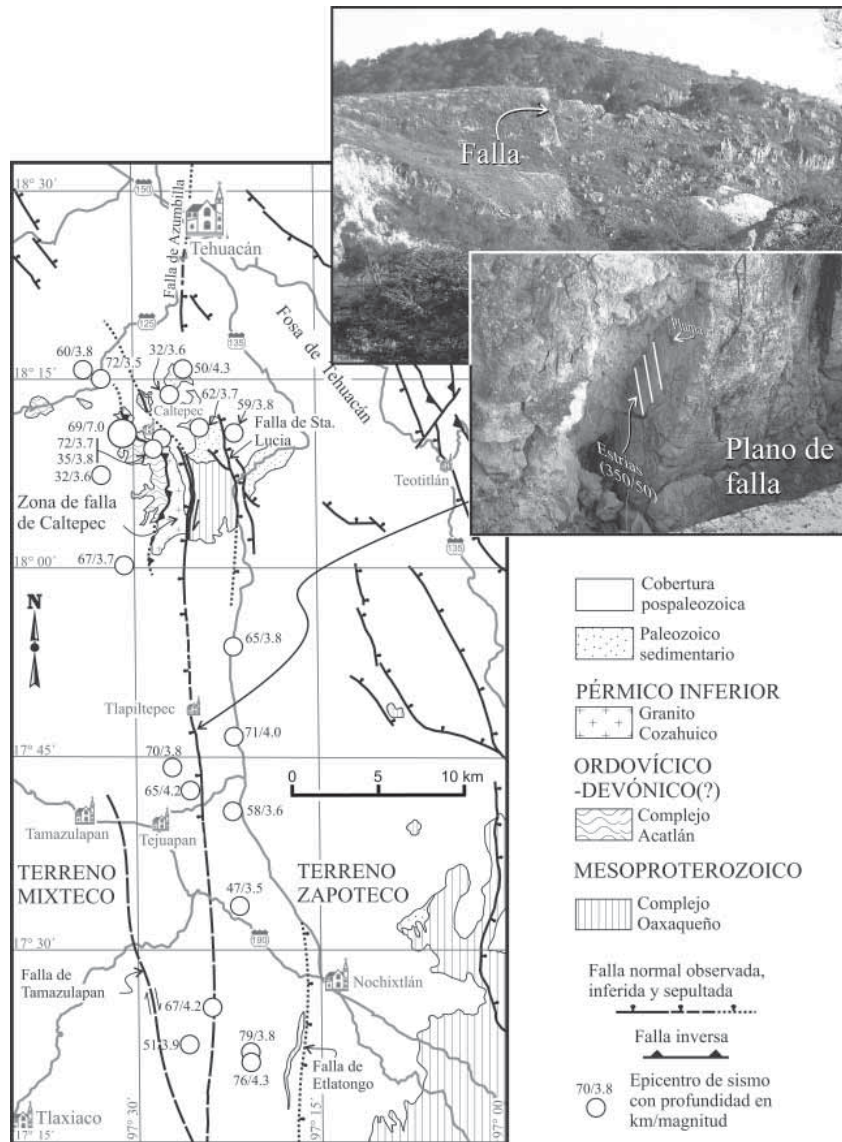 Falla
Plano
Estrías
(350/50)
Plano de
falla
18° 30´
150
Falla de Azumbilla
Tehuacán
125
135
Fosa de
Tehuacán
60/3.8
72/3.5
32/3.6
50/4.3
18° 15´
Caltepec
62/3.7
59/3.8
69/7.0
Falla de Sta.
Lucia
72/3.7
35/3.8
32/3.6
Teotitlán
Zona de falla
de Caltepec
135
18° 00´
67/3.7
N
65/3.8
Tlapiltepec
71/4.0
17° 45´
70/3.8
0 5 10 km
65/4.2
58/3.6
Tamazulapan
Tejuapan
TERRENO
MIXTECO
TERRENO
ZAPOTECO
47/3.5
17° 30´
190
Falla de
Tamazulapan
Nochixtlán
67/4.2
51/3.9
79/3.8
76/4.3
Falla de
Etlatongo
Tlaxiaco
17° 15´
97° 30´
97° 15´
97° 00´
Cobertura
pospaleozoica
Paleozoico
sedimentario
PÉRMICO INFERIOR
Granito
Cozahuico
ORDOVÍCICO
-DEVÓNICO(?)
Complejo
Acatlán
MESOPROTEROZOICO
Complejo
Oaxaqueño
Falla normal observada,
inferida y sepultada
Falla inversa
70/3.8
Epicentro de sismo
con profundidad en
km/magnitud